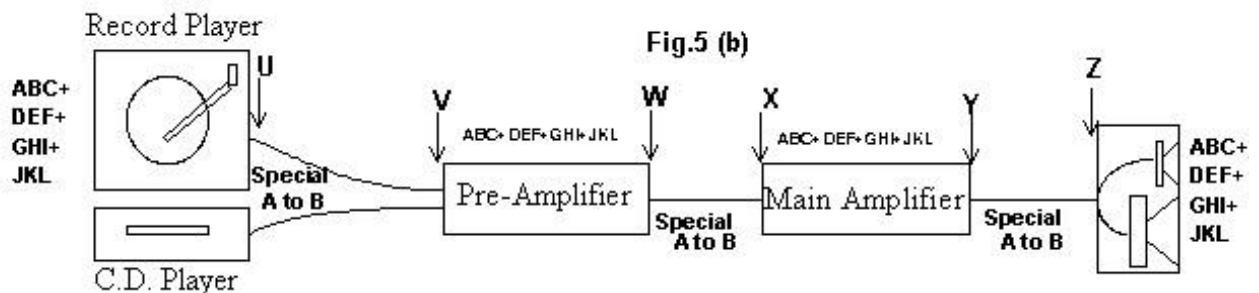 Record Player
Fig.5 (b)
ABC+
DEF+
GHI+
JKL
U
V
W
X
Y
Z
ABC+ DEF+ GHI+ JKL
ABC+ DEF+ GHI+ JKL
Special
A to B
Pre-Amplifier
Special
A to B
Main Amplifier
Special
A to B
ABC+
DEF+
GHI+
JKL
C.D. Player